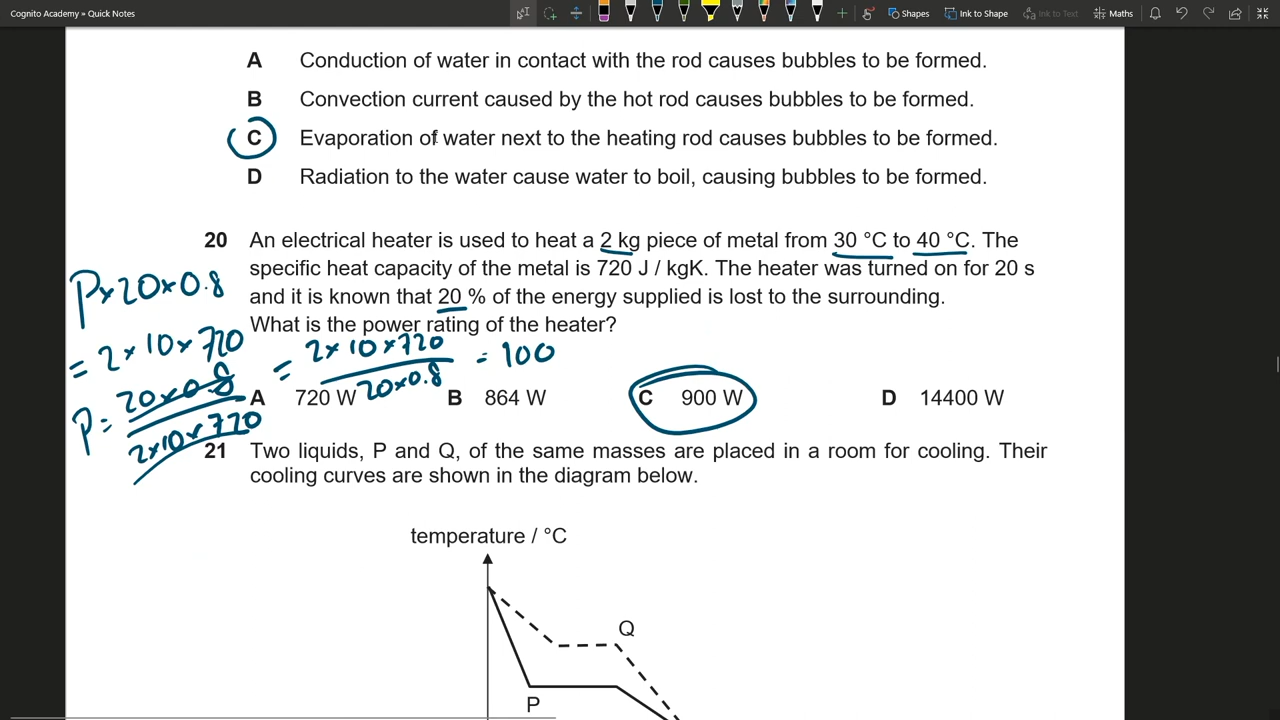 Cognito Academy » Quick Notes
Shapes
Ink to Shape
Ink to Text
Maths
A Conduction of water in contact with the rod causes bubbles to be formed.
B Convection current caused by the hot rod causes bubbles to be formed.
C Evaporation of water next to the heating rod causes bubbles to be formed.
D Radiation to the water cause water to boil, causing bubbles to be formed.
20 An electrical heater is used to heat a 2 kg piece of metal from 30 °C to 40 °C. The
specific heat capacity of the metal is 720 J / kgK. The heater was turned on for 20 s
and it is known that 20 % of the energy supplied is lost to the surrounding.
What is the power rating of the heater?
P×20×0.8
= 2×10×720
P = 20×0.8
2×10×720
= 2×10×720
20×0.8
= 100
A 720 W B 864 W C 900 W D 14400 W
21 Two liquids, P and Q, of the same masses are placed in a room for cooling. Their
cooling curves are shown in the diagram below.
temperature / °C
Q
P